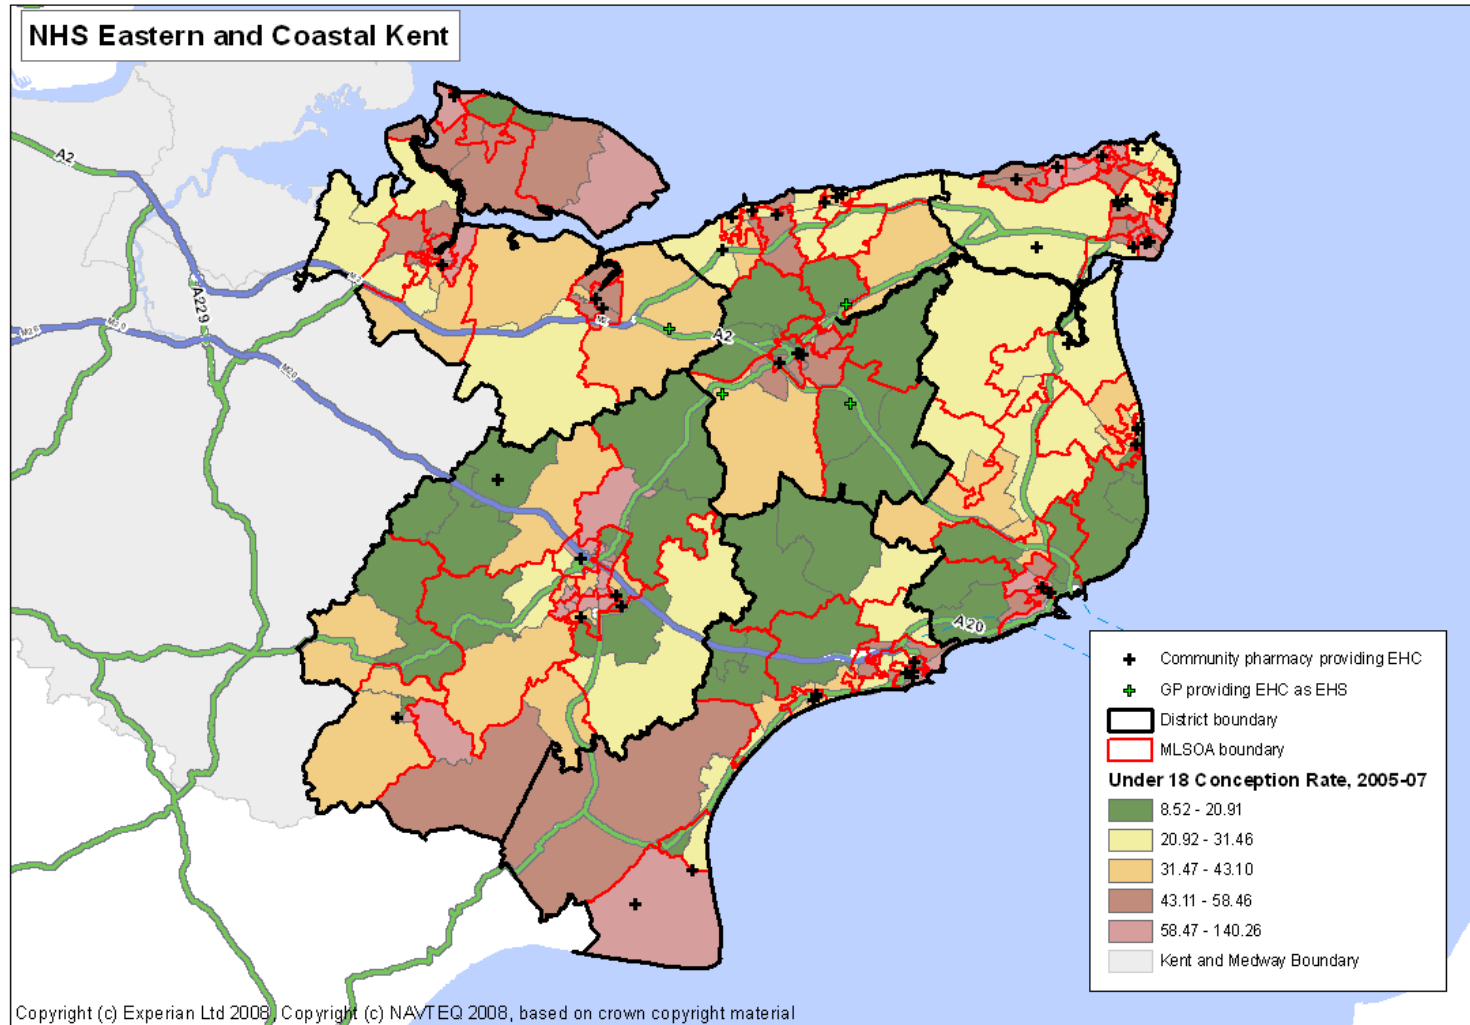 NHS Eastern and Coastal Kent
A2
A229
M2
M20
M20
M20
M2
A2
A20
Community pharmacy providing EHC
GP providing EHC as EHS
District boundary
MLSOA boundary
Under 18 Conception Rate, 2005-07
8.52 - 20.91
20.92 - 31.46
31.47 - 43.10
43.11 - 58.46
58.47 - 140.26
Kent and Medway Boundary
Copyright (c) Experian Ltd 2008, Copyright (c) NAVTEQ 2008, based on crown copyright material